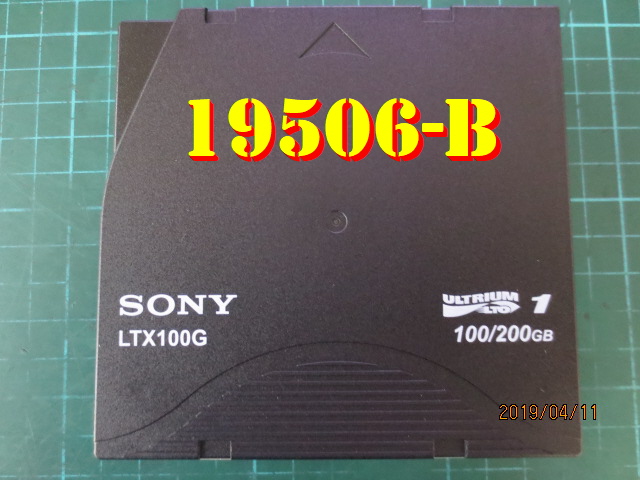 19506-B
SONY
ULTRIUM LTO 1
LTX100G
100/200GB
2019/04/11